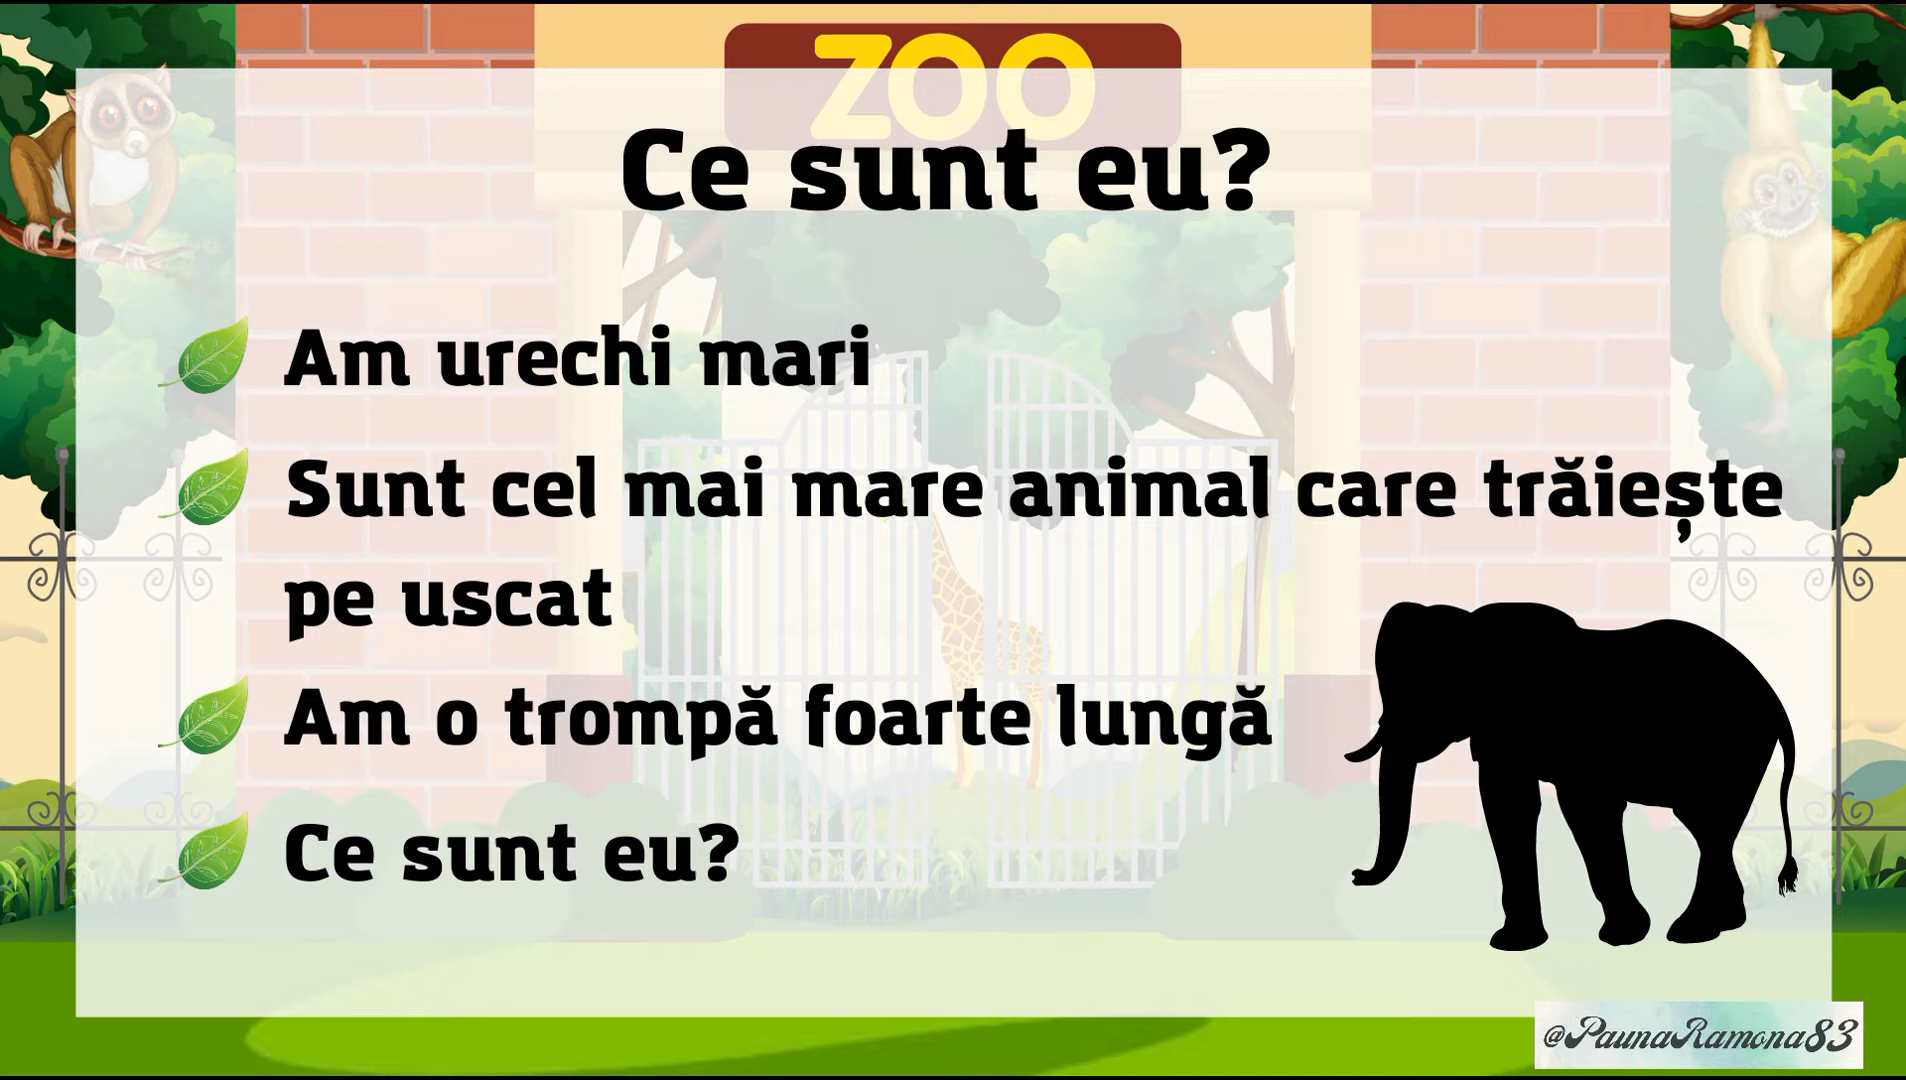 ZOO
Ce sunt eu?
Am urechi mari
Sunt cel mai mare animal care trăiește
pe uscat
Am o trompă foarte lungă
Ce sunt eu?
@PaunaRamona83